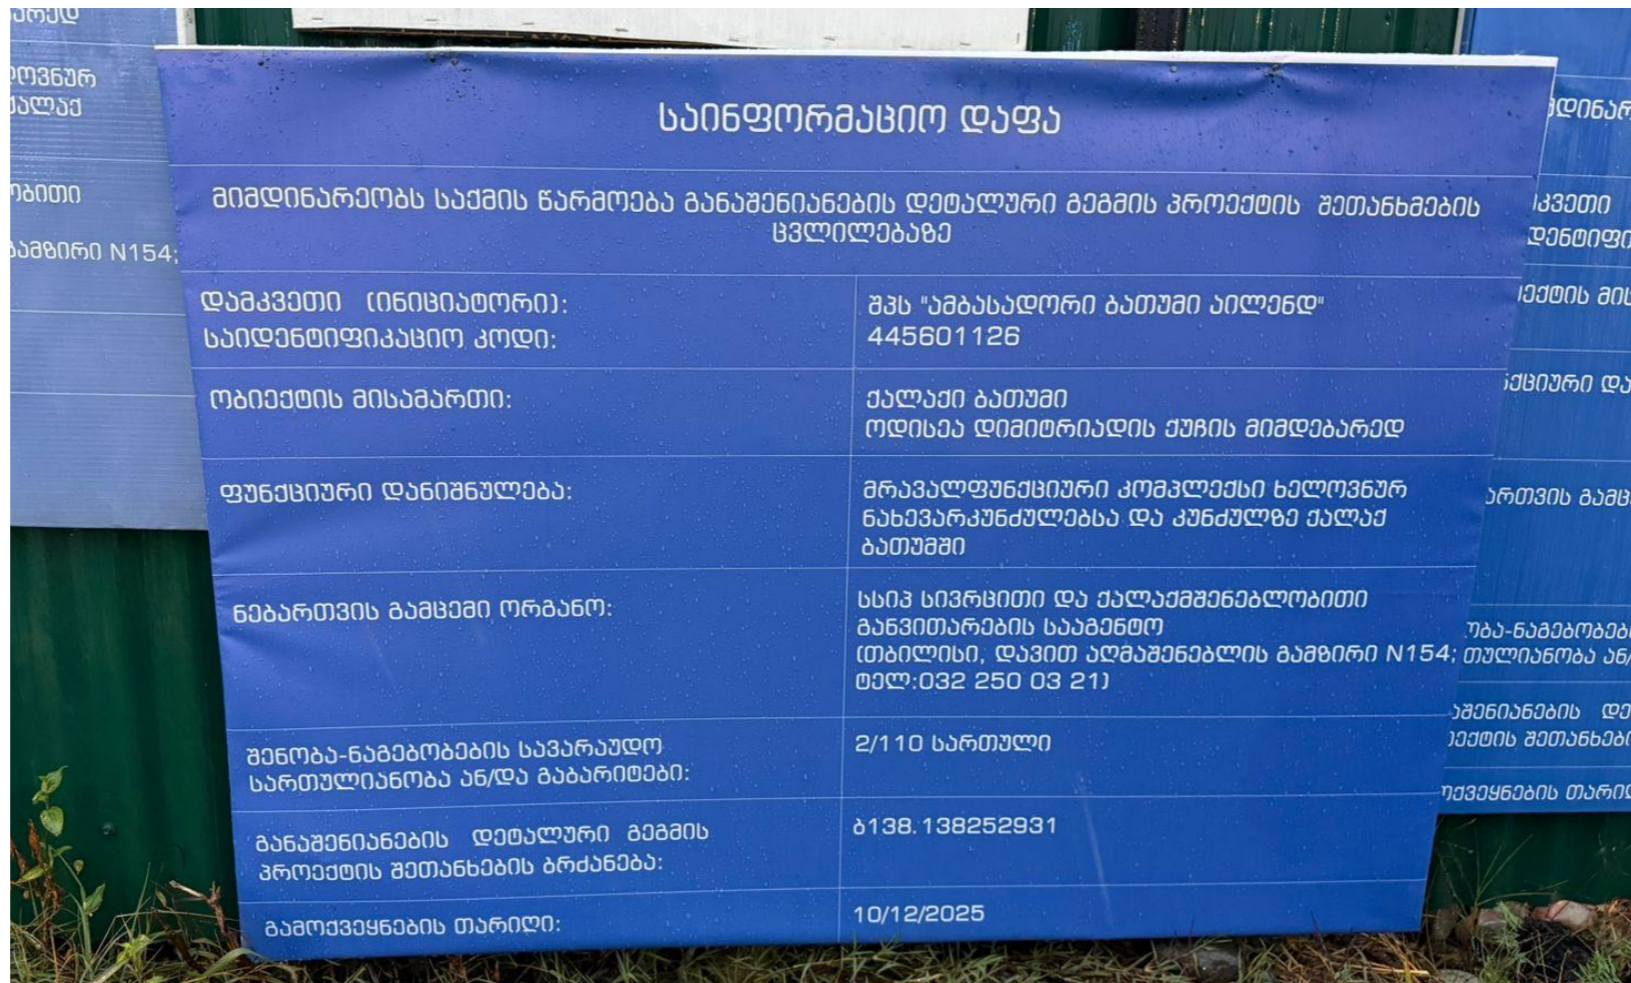 საინფორმაციო დაფა
მიმდინარეობს საქმის წარმოება განაშენიანების დეტალური გეგმის პროექტის შეთანხმების
ცვლილებაზე
დამკვეთი (ინიციატორი):
საიდენტიფიკაციო კოდი:
შპს "ამბასადორი ბათუმი აილენდ"
445601126
ობიექტის მისამართი:
ქალაქი ბათუმი
ოდისეა დიმიტრიადის ქუჩის მიმდებარედ
ფუნქციური დანიშნულება:
მრავალფუნქციური კომპლექსი ხელოვნურ
ნახევარკუნძულებსა და კუნძულზე ქალაქ
ბათუმში
ნებართვის გამცემი ორგანო:
სსიპ სივრცითი და ქალაქმშენებლობითი
განვითარების სააგენტო
(თბილისი, დავით აღმაშენებლის გამზირი N154;
ტელ:032 250 03 21)
შენობა-ნაგებობების სავარაუდო
სართულიანობა ან/და გაბარიტები:
2/110 სართული
განაშენიანების დეტალური გეგმის
პროექტის შეთანხების ბრძანება:
ბ138.138252931
გამოქვეყნების თარიღი:
10/12/2025
გამზირი N154;